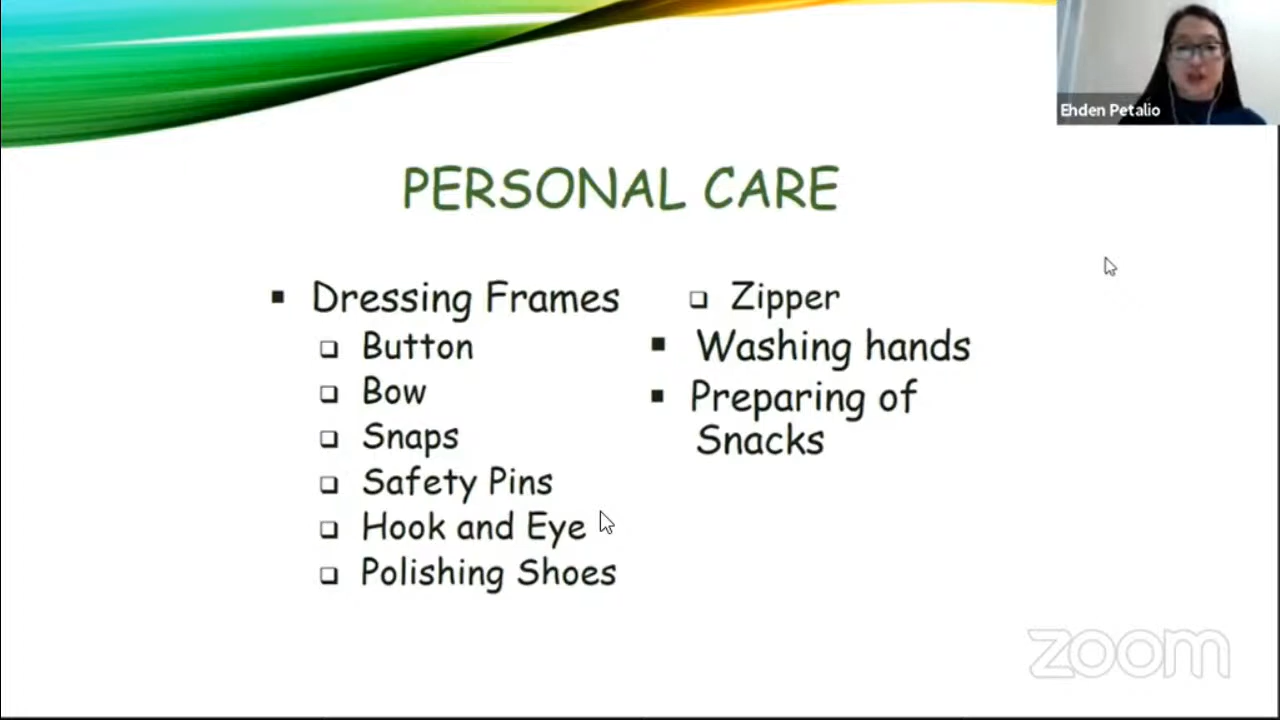 Ehden Petalio
PERSONAL CARE
Dressing Frames
Button
Bow
Snaps
Safety Pins
Hook and Eye
Polishing Shoes
Zipper
Washing hands
Preparing of
Snacks
zoom